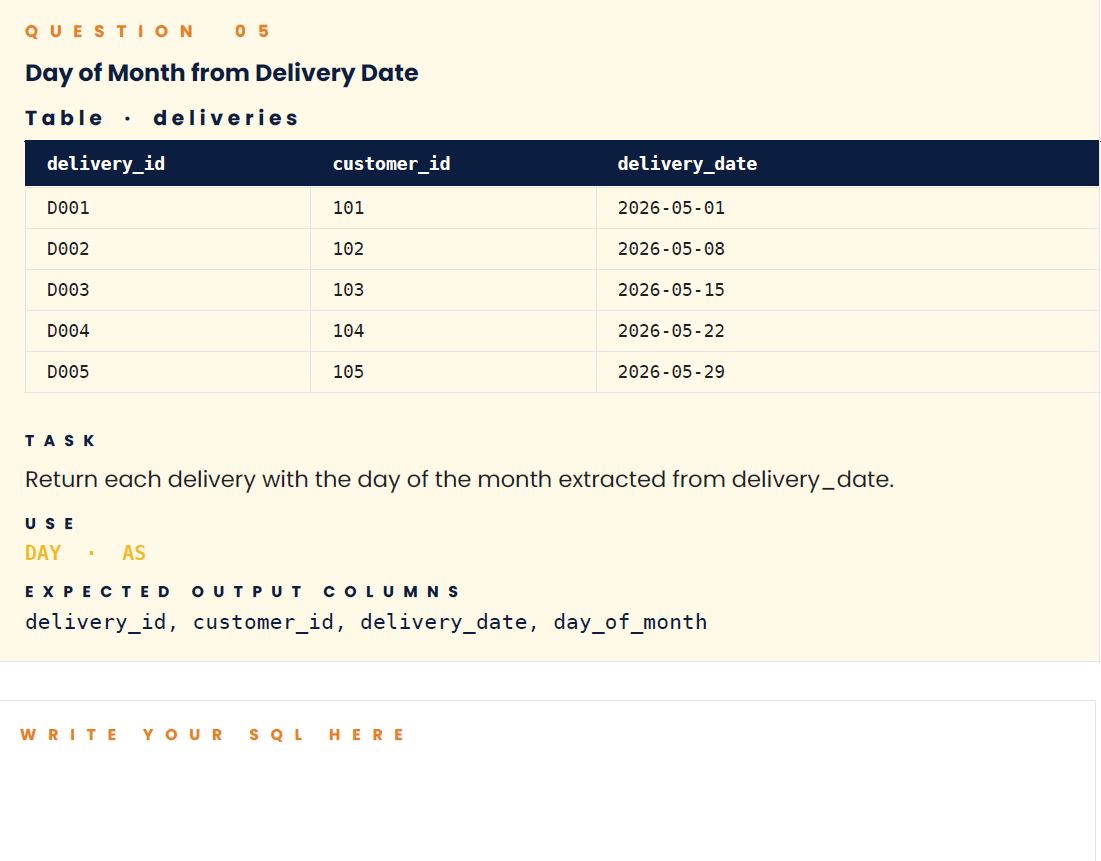 QUESTION 05
Day of Month from Delivery Date
Table · deliveries
delivery_id customer_id delivery_date
D001 101 2026-05-01
D002 102 2026-05-08
D003 103 2026-05-15
D004 104 2026-05-22
D005 105 2026-05-29
TASK
Return each delivery with the day of the month extracted from delivery_date.
USE
DAY · AS
EXPECTED OUTPUT COLUMNS
delivery_id, customer_id, delivery_date, day_of_month
WRITE YOUR SQL HERE